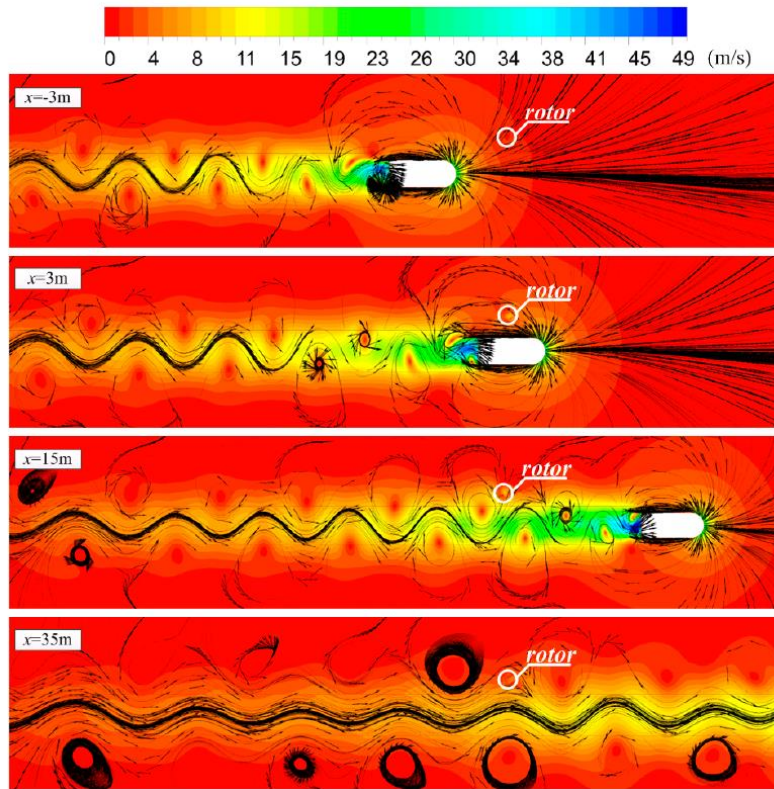 0 4 8 11 15 19 23 26 30 34 38 41 45 49 (m/s)
x=-3m
rotor
x=3m
rotor
x=15m
rotor
x=35m
rotor